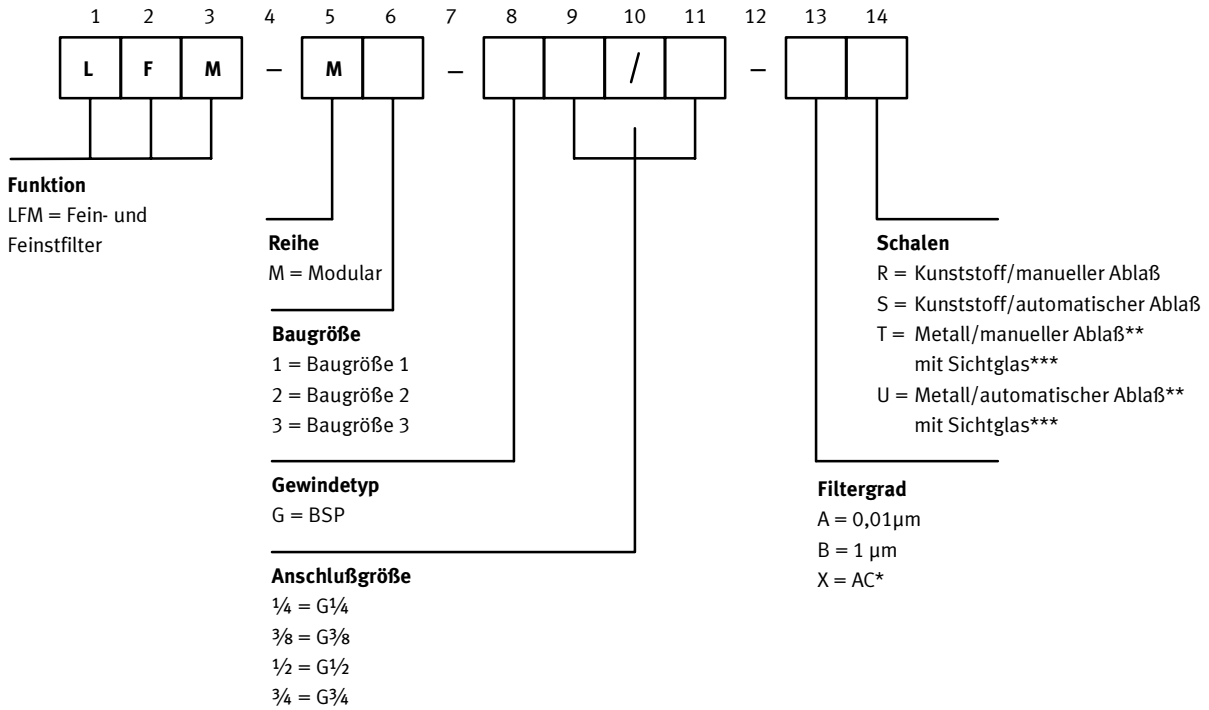 1 2 3 4 5 6 7 8 9 10 11 12 13 14
L F M – M – / –
Funktion
LFM = Fein- und
Feinstfilter
Reihe
M = Modular
Baugröße
1 = Baugröße 1
2 = Baugröße 2
3 = Baugröße 3
Gewindetyp
G = BSP
Anschlußgröße
¼ = G¼
⅜ = G⅜
½ = G½
¾ = G¾
Schalen
R = Kunststoff/manueller Ablaß
S = Kunststoff/automatischer Ablaß
T = Metall/manueller Ablaß**
mit Sichtglas***
U = Metall/automatischer Ablaß**
mit Sichtglas***
Filtergrad
A = 0,01µm
B = 1 µm
X = AC*